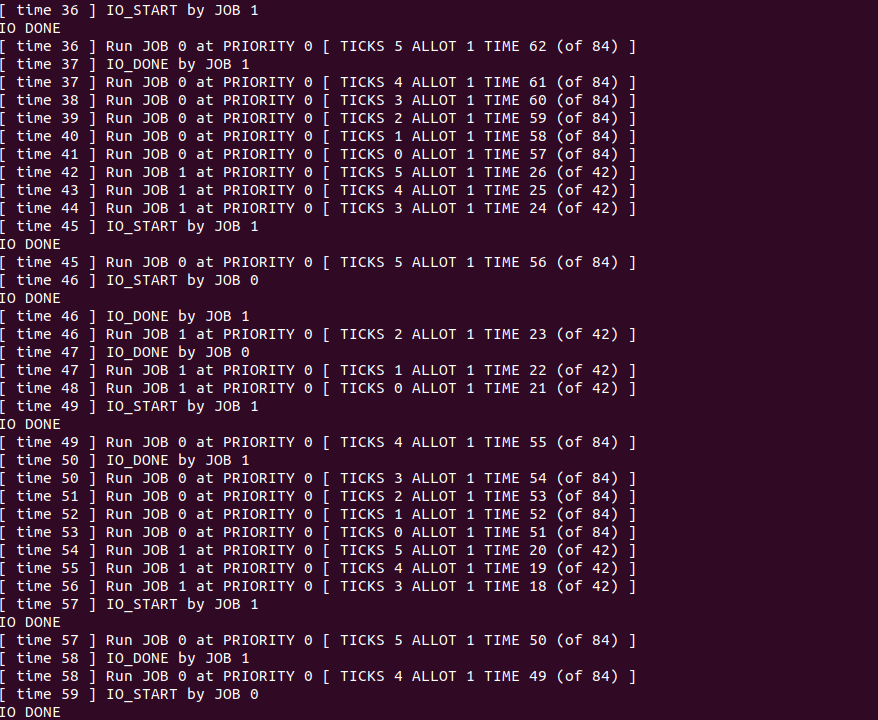 [ time 36 ] IO_START by JOB 1
IO DONE
[ time 36 ] Run JOB 0 at PRIORITY 0 [ TICKS 5 ALLOT 1 TIME 62 (of 84) ]
[ time 37 ] IO_DONE by JOB 1
[ time 37 ] Run JOB 0 at PRIORITY 0 [ TICKS 4 ALLOT 1 TIME 61 (of 84) ]
[ time 38 ] Run JOB 0 at PRIORITY 0 [ TICKS 3 ALLOT 1 TIME 60 (of 84) ]
[ time 39 ] Run JOB 0 at PRIORITY 0 [ TICKS 2 ALLOT 1 TIME 59 (of 84) ]
[ time 40 ] Run JOB 0 at PRIORITY 0 [ TICKS 1 ALLOT 1 TIME 58 (of 84) ]
[ time 41 ] Run JOB 0 at PRIORITY 0 [ TICKS 0 ALLOT 1 TIME 57 (of 84) ]
[ time 42 ] Run JOB 1 at PRIORITY 0 [ TICKS 5 ALLOT 1 TIME 26 (of 42) ]
[ time 43 ] Run JOB 1 at PRIORITY 0 [ TICKS 4 ALLOT 1 TIME 25 (of 42) ]
[ time 44 ] Run JOB 1 at PRIORITY 0 [ TICKS 3 ALLOT 1 TIME 24 (of 42) ]
[ time 45 ] IO_START by JOB 1
IO DONE
[ time 45 ] Run JOB 0 at PRIORITY 0 [ TICKS 5 ALLOT 1 TIME 56 (of 84) ]
[ time 46 ] IO_START by JOB 0
IO DONE
[ time 46 ] IO_DONE by JOB 1
[ time 46 ] Run JOB 1 at PRIORITY 0 [ TICKS 2 ALLOT 1 TIME 23 (of 42) ]
[ time 47 ] IO_DONE by JOB 0
[ time 47 ] Run JOB 1 at PRIORITY 0 [ TICKS 1 ALLOT 1 TIME 22 (of 42) ]
[ time 48 ] Run JOB 1 at PRIORITY 0 [ TICKS 0 ALLOT 1 TIME 21 (of 42) ]
[ time 49 ] IO_START by JOB 1
IO DONE
[ time 49 ] Run JOB 0 at PRIORITY 0 [ TICKS 4 ALLOT 1 TIME 55 (of 84) ]
[ time 50 ] IO_DONE by JOB 1
[ time 50 ] Run JOB 0 at PRIORITY 0 [ TICKS 3 ALLOT 1 TIME 54 (of 84) ]
[ time 51 ] Run JOB 0 at PRIORITY 0 [ TICKS 2 ALLOT 1 TIME 53 (of 84) ]
[ time 52 ] Run JOB 0 at PRIORITY 0 [ TICKS 1 ALLOT 1 TIME 52 (of 84) ]
[ time 53 ] Run JOB 0 at PRIORITY 0 [ TICKS 0 ALLOT 1 TIME 51 (of 84) ]
[ time 54 ] Run JOB 1 at PRIORITY 0 [ TICKS 5 ALLOT 1 TIME 20 (of 42) ]
[ time 55 ] Run JOB 1 at PRIORITY 0 [ TICKS 4 ALLOT 1 TIME 19 (of 42) ]
[ time 56 ] Run JOB 1 at PRIORITY 0 [ TICKS 3 ALLOT 1 TIME 18 (of 42) ]
[ time 57 ] IO_START by JOB 1
IO DONE
[ time 57 ] Run JOB 0 at PRIORITY 0 [ TICKS 5 ALLOT 1 TIME 50 (of 84) ]
[ time 58 ] IO_DONE by JOB 1
[ time 58 ] Run JOB 0 at PRIORITY 0 [ TICKS 4 ALLOT 1 TIME 49 (of 84) ]
[ time 59 ] IO_START by JOB 0
IO DONE